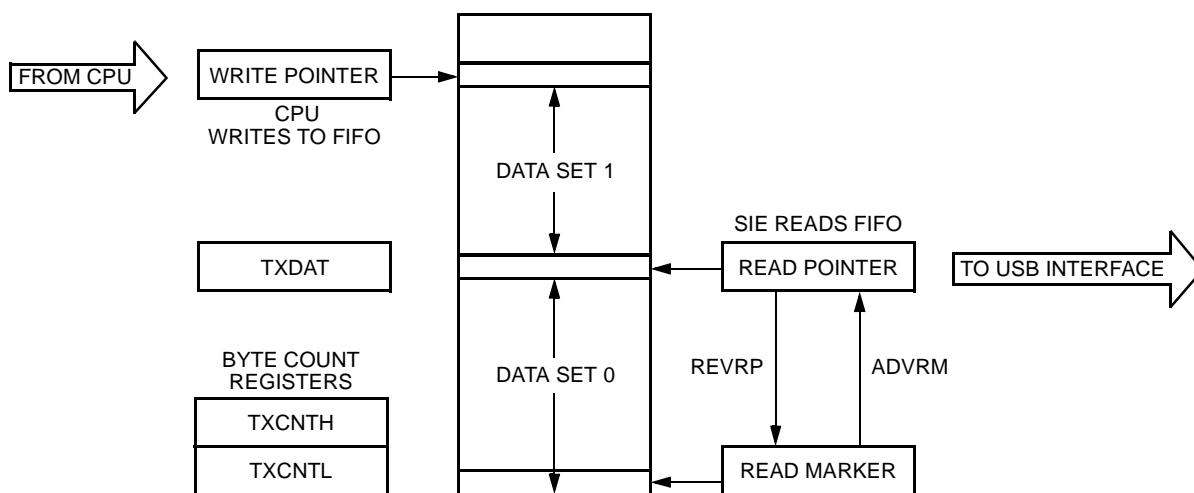 FROM CPU
WRITE POINTER
CPU
WRITES TO FIFO
DATA SET 1
SIE READS FIFO
TXDAT
READ POINTER
TO USB INTERFACE
BYTE COUNT
REGISTERS
DATA SET 0
REVRP
ADVRM
TXCNTH
TXCNTL
READ MARKER